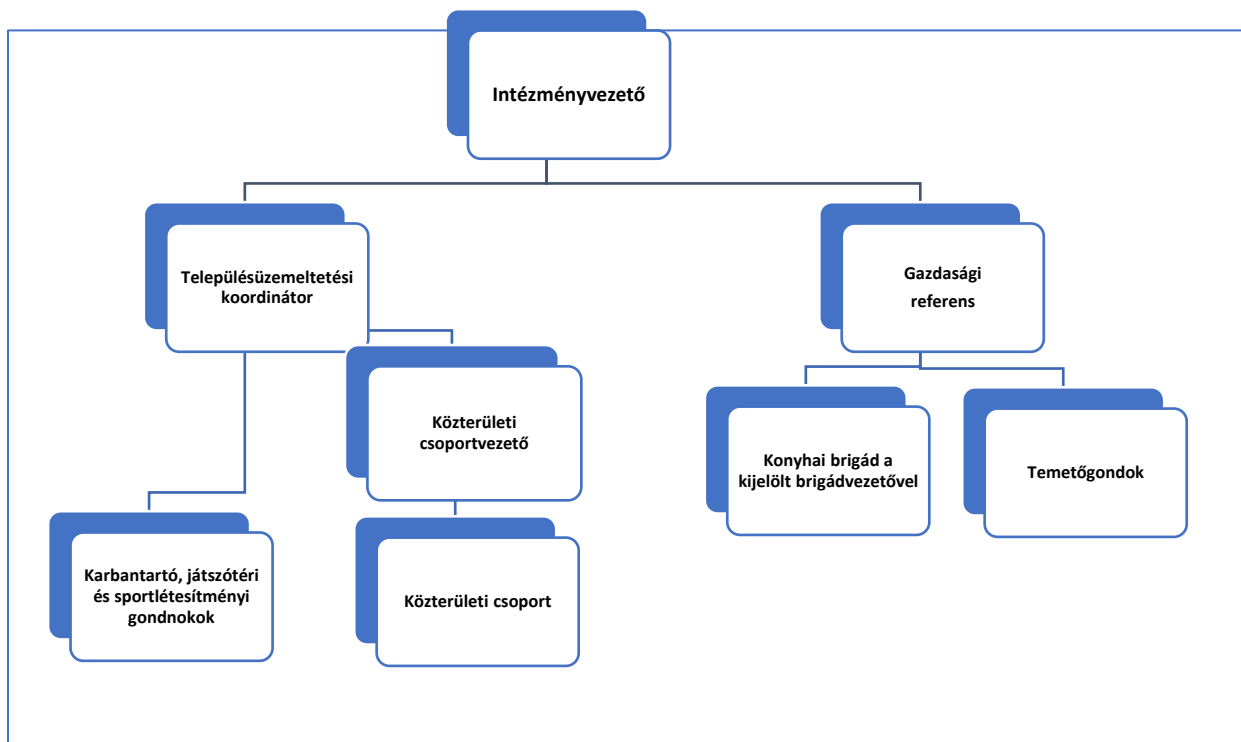 Intézményvezető
Településüzemeltetési
koordinátor
Gazdasági
referens
Közterületi
csoportvezető
Konyhai brigád a
kijelölt brigádvezetővel
Temetőgondok
Karbantartó, játszótéri
és sportlétesítményi
gondnokok
Közterületi csoport